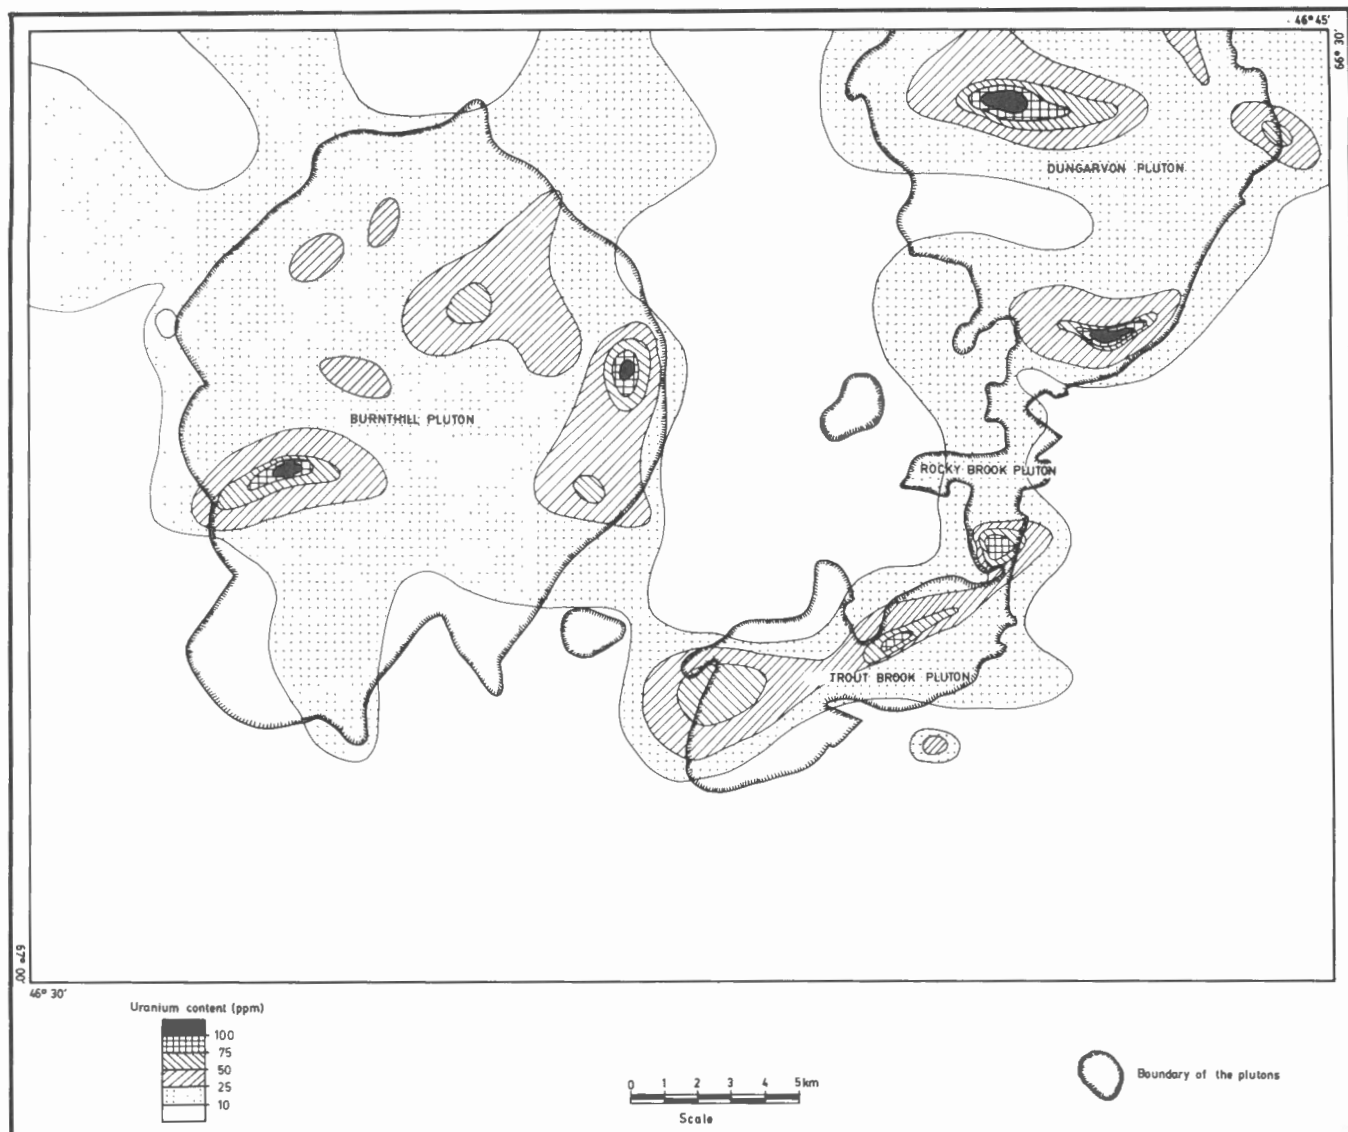 46° 45'
66° 30'
DUNGARVON PLUTON
BURNTHILL PLUTON
ROCKY BROOK PLUTON
TROUT BROOK PLUTON
67° 00'
46° 30'
Uranium content (ppm)
100
75
50
25
10
0 1 2 3 4 5 km
Scale
Boundary of the plutons